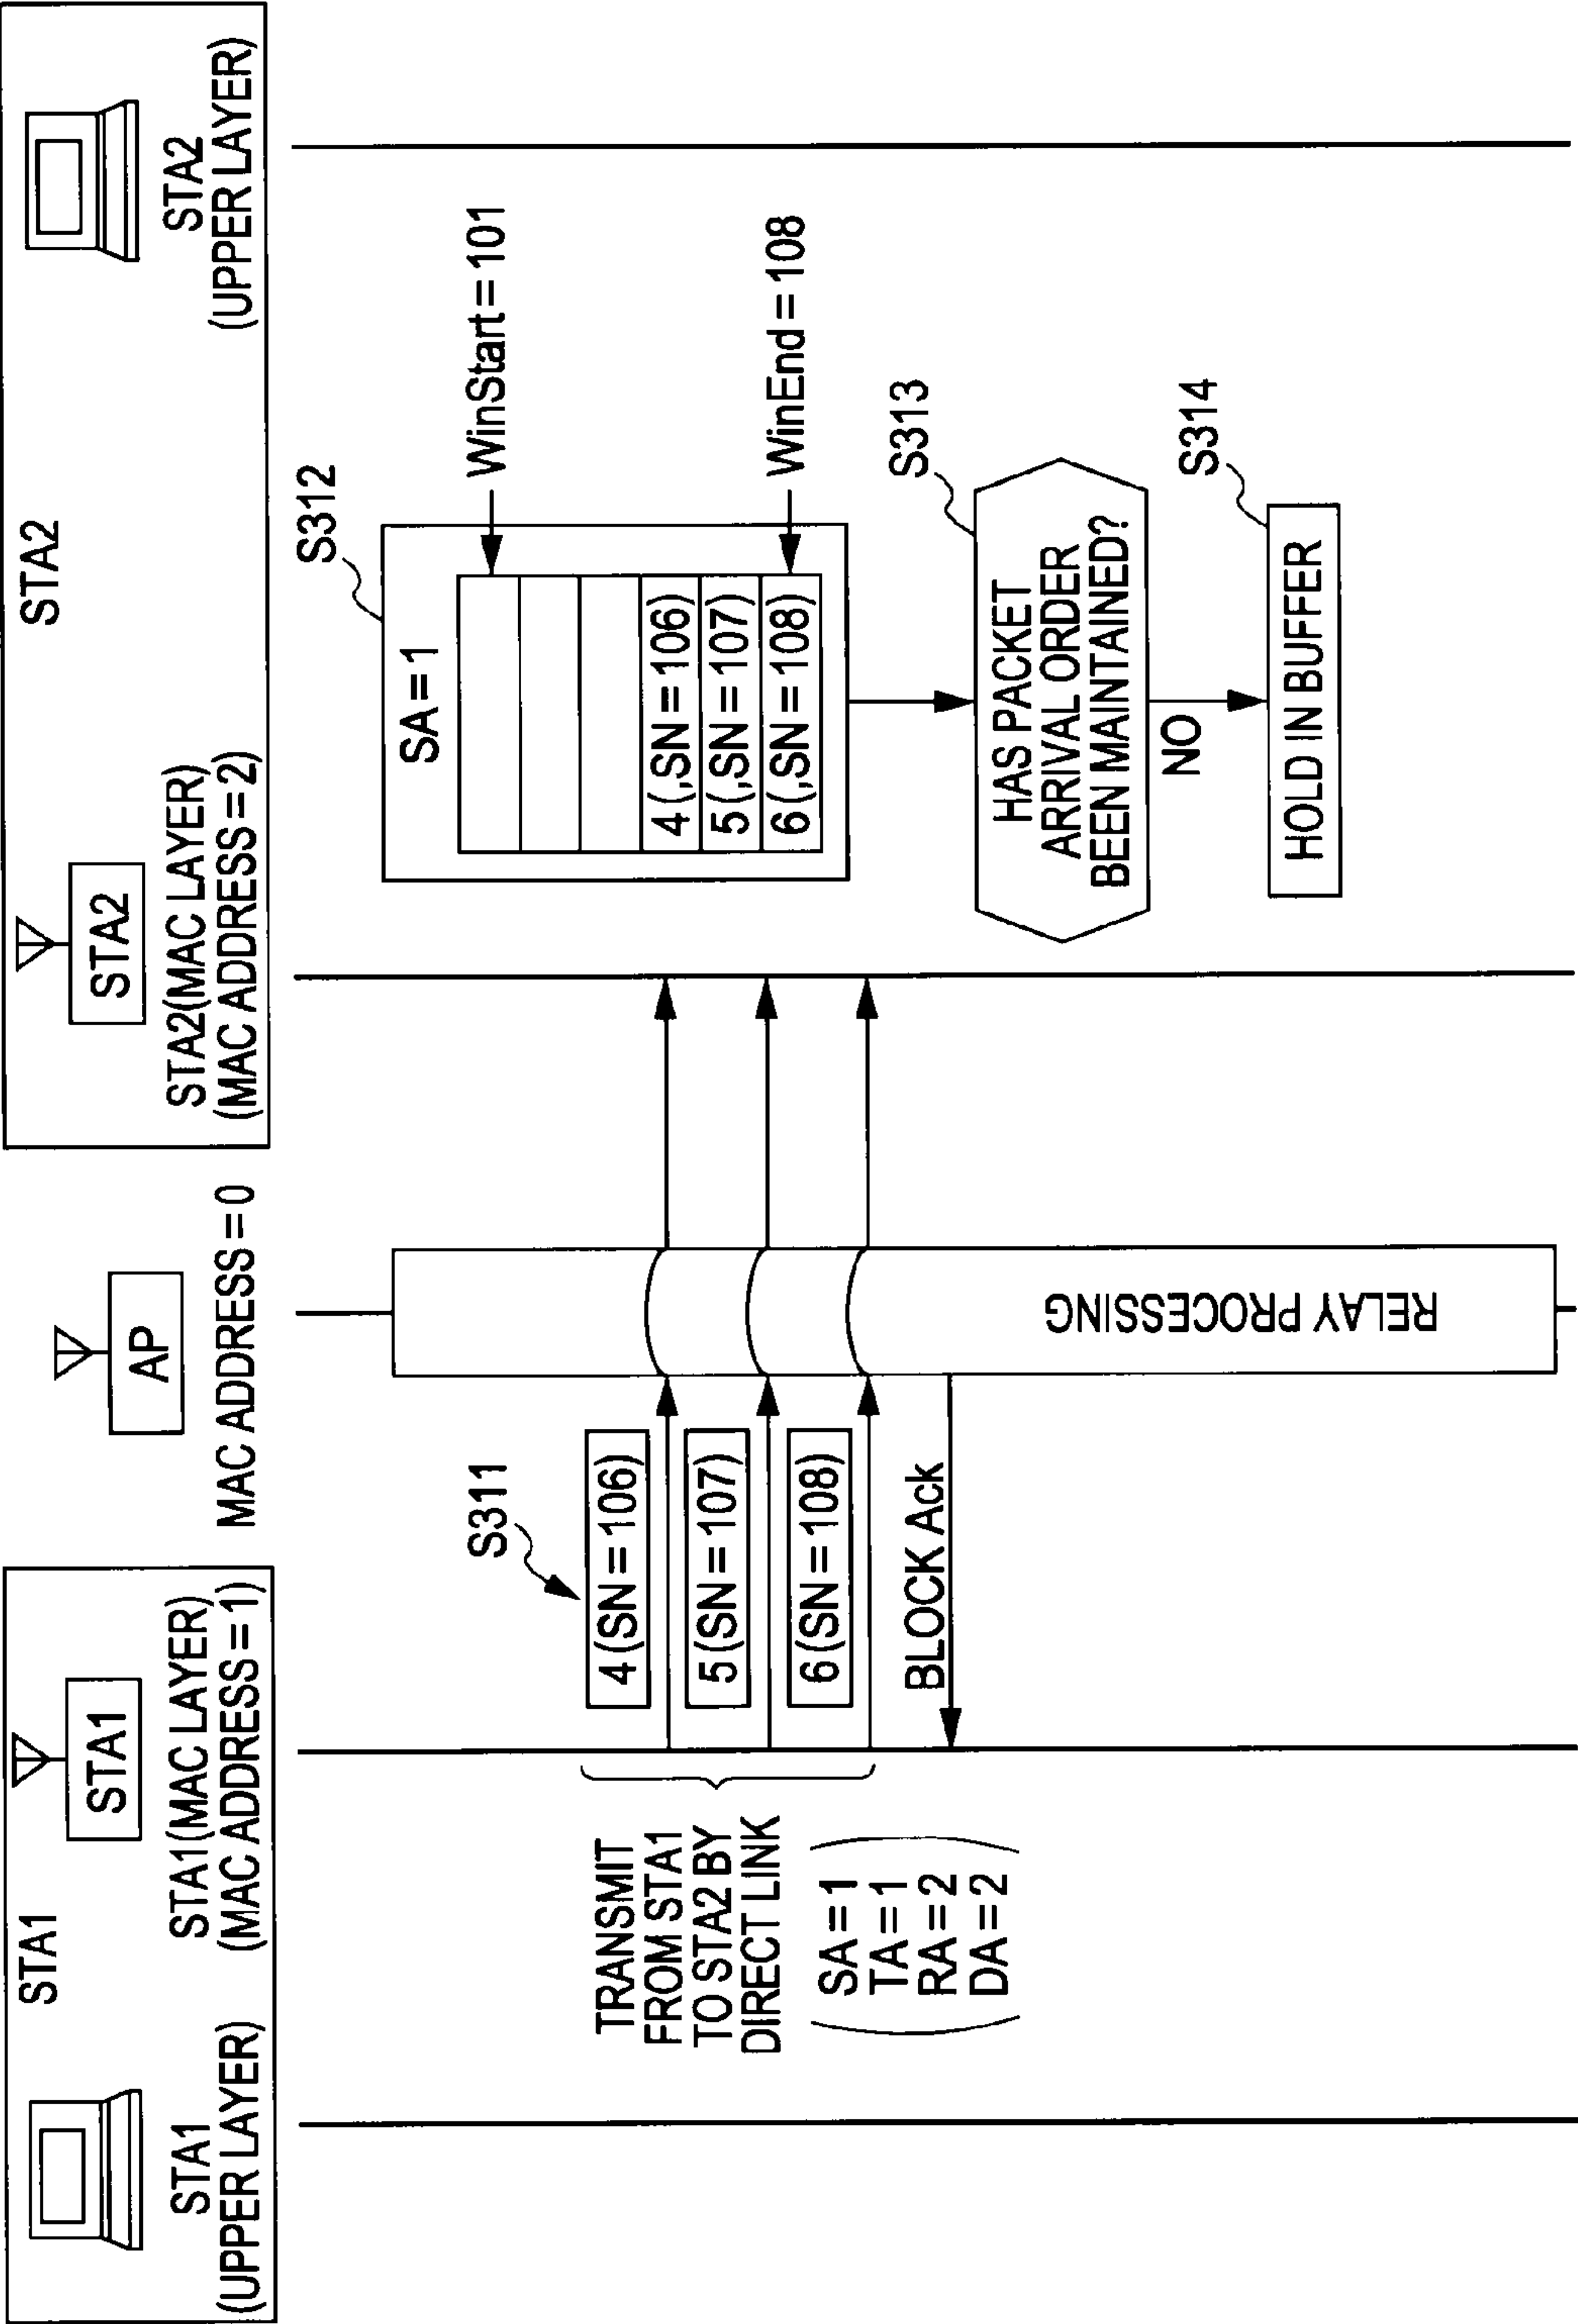 STA1
STA1
STA1
(UPPER LAYER)
STA1(MAC LAYER)
(MAC ADDRESS=1)
AP
MAC ADDRESS=0
STA2
STA2
STA2(MAC LAYER)
(MAC ADDRESS=2)
STA2
(UPPER LAYER)
S311
4(SN=106)
5(SN=107)
6(SN=108)
BLOCK Ack
TRANSMIT
FROM STA1
TO STA2 BY
DIRECT LINK
SA=1
TA=1
RA=2
DA=2
RELAY PROCESSING
S312
SA=1
WinStart=101
4(,SN=106)
5(,SN=107)
6(,SN=108)
WinEnd=108
S313
HAS PACKET
ARRIVAL ORDER
BEEN MAINTAINED?
NO
S314
HOLD IN BUFFER